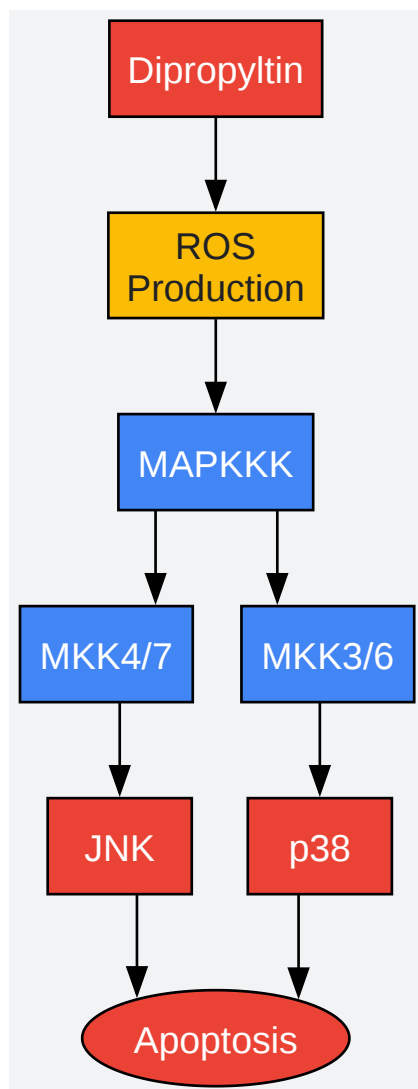 Dipropyltin
ROS
Production
MAPKKK
MKK4/7
MKK3/6
JNK
p38
Apoptosis